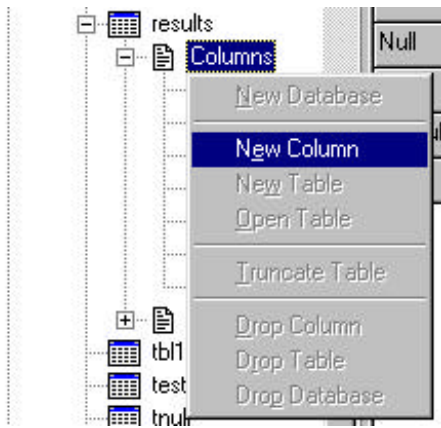 results
Null
Columns
New Database
New Column
New Table
Open Table
Truncate Table
Drop Column
Drop Table
Drop Database
tbl1
test